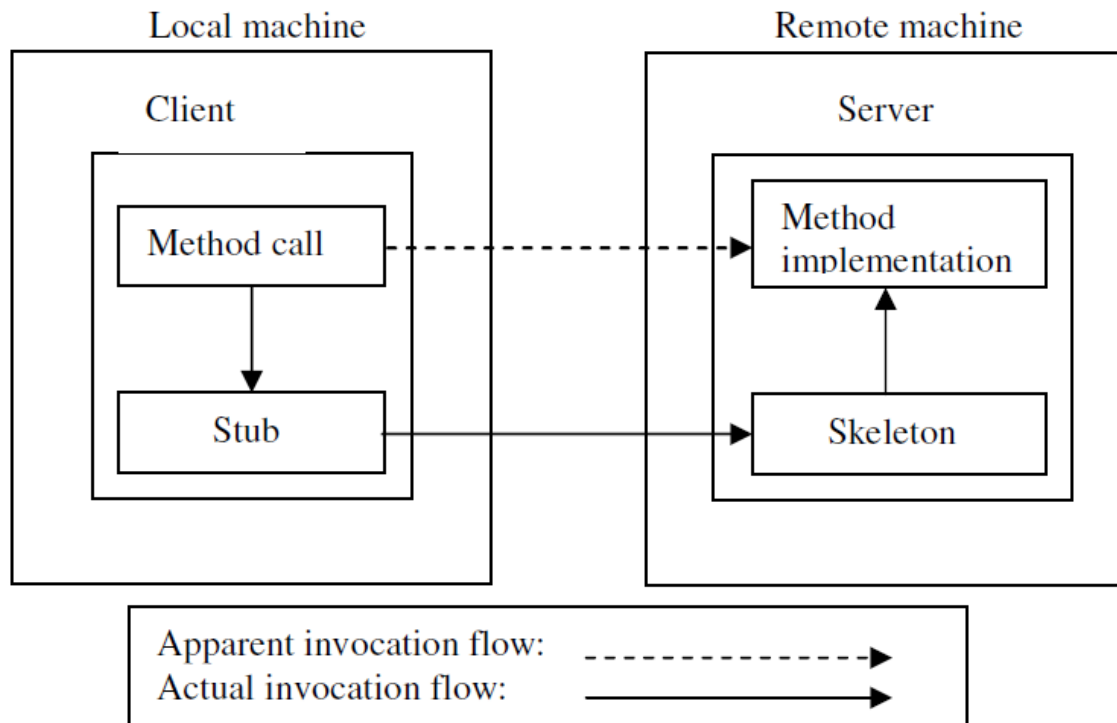 Local machine
Remote machine
Client
Server
Method call
Method
implementation
Stub
Skeleton
Apparent invocation flow:
Actual invocation flow: